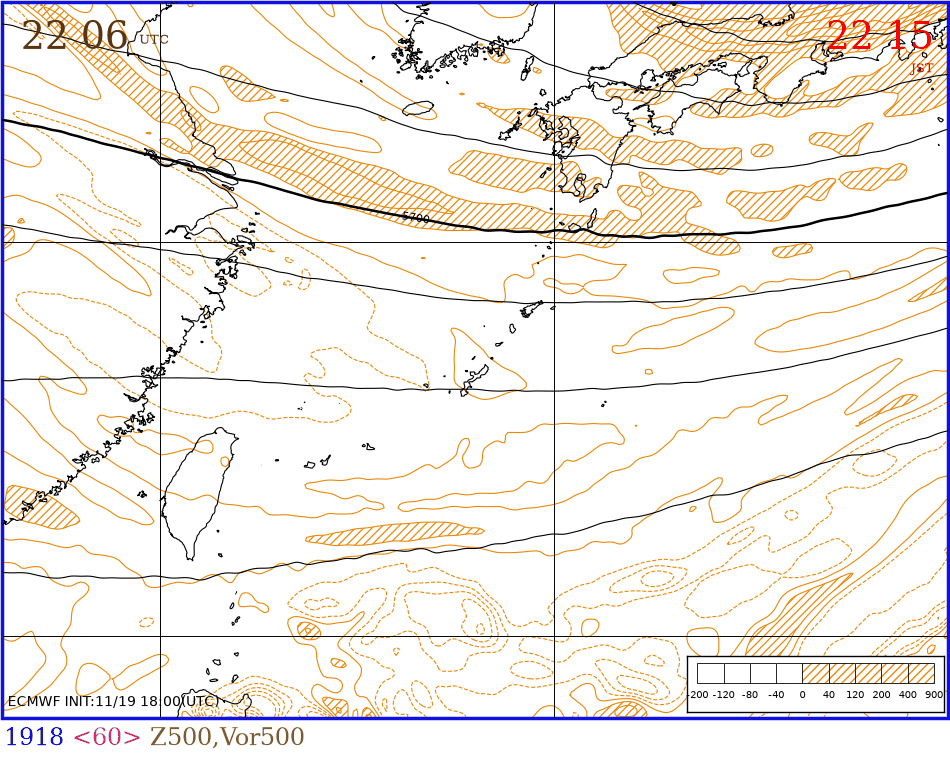 22 06 UTC
22 15
JST
5700
-200 -120 -80 -40 0 40 120 200 400 900
ECMWF INIT:11/19 18:00(UTC)
1918 <60> Z500,Vor500